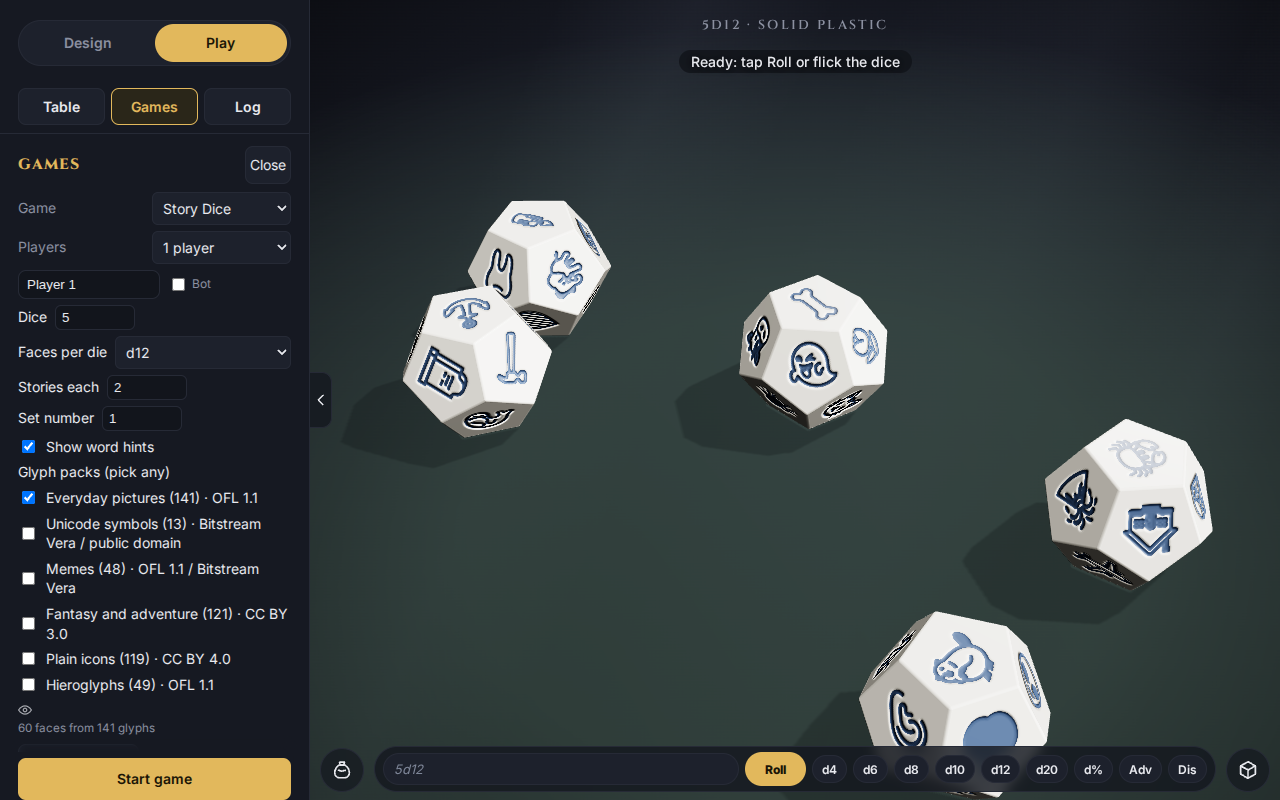 Design
Play
Table
Games
Log
GAMES
Close
Game
Story Dice
Players
1 player
Player 1
Bot
Dice
5
Faces per die
d12
Stories each
2
Set number
1
Show word hints
Glyph packs (pick any)
Everyday pictures (141) · OFL 1.1
Unicode symbols (13) · Bitstream
Vera / public domain
Memes (48) · OFL 1.1 / Bitstream
Vera
Fantasy and adventure (121) · CC BY
3.0
Plain icons (119) · CC BY 4.0
Hieroglyphs (49) · OFL 1.1
60 faces from 141 glyphs
Start game
5D12 · SOLID PLASTIC
Ready: tap Roll or flick the dice
5d12
Roll
d4
d6
d8
d10
d12
d20
d%
Adv
Dis